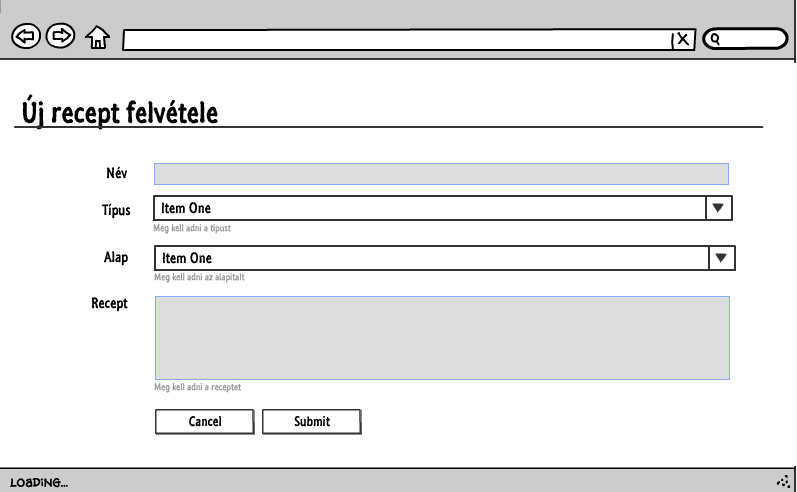 Új recept felvétele
Név
Típus
Item One
Meg kell adni a típust
Alap
Item One
Meg kell adni az alapitalt
Recept
Meg kell adni a receptet
Cancel
Submit
LOADING...